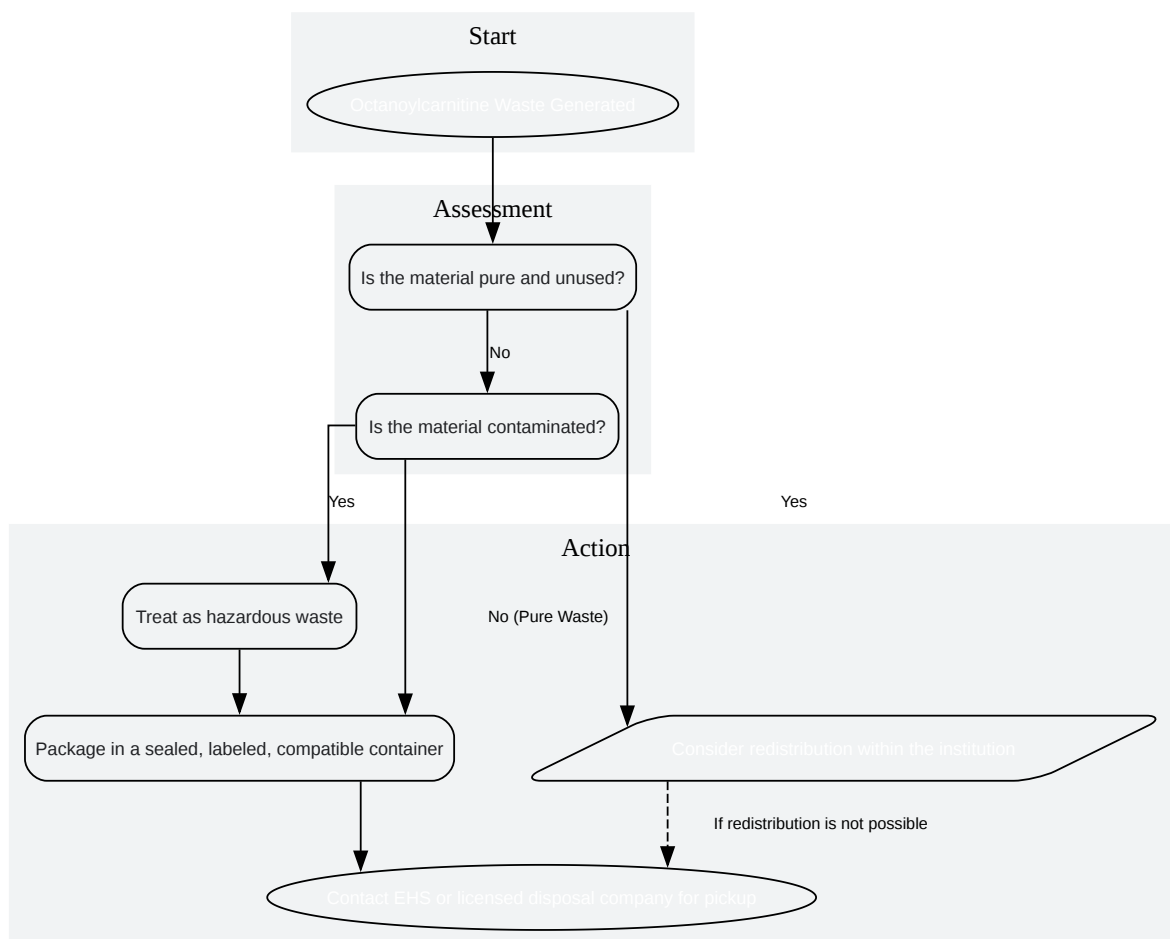 Start
Octanoylcarnitine Waste Generated
Assessment
Is the material pure and unused?
No
Is the material contaminated?
Yes
Yes
Action
Treat as hazardous waste
No (Pure Waste)
Package in a sealed, labeled, compatible container
Consider redistribution within the institution
If redistribution is not possible
Contact EHS or licensed disposal company for pickup